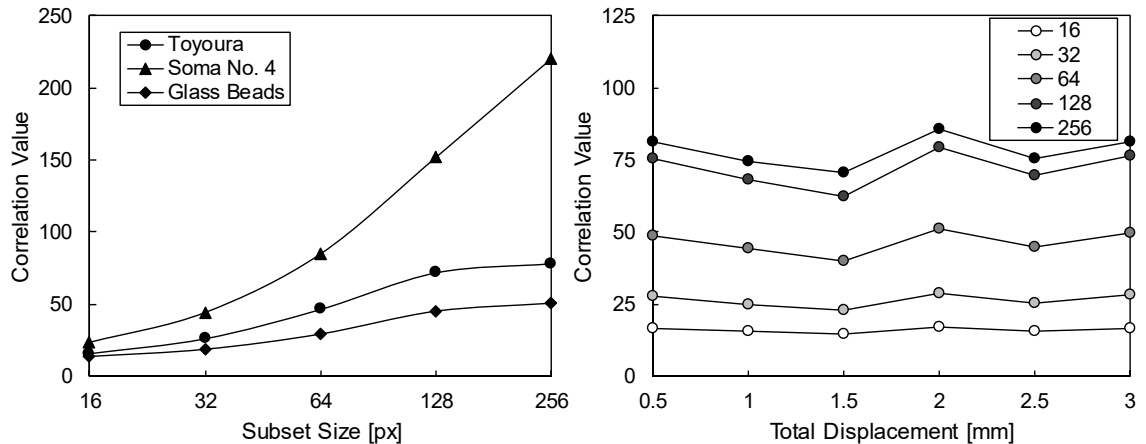 250
200
150
100
50
0
Correlation Value
Toyoura
Soma No. 4
Glass Beads
16 32 64 128 256
Subset Size [px]
125
100
75
50
25
0
Correlation Value
16
32
64
128
256
0.5 1 1.5 2 2.5 3
Total Displacement [mm]